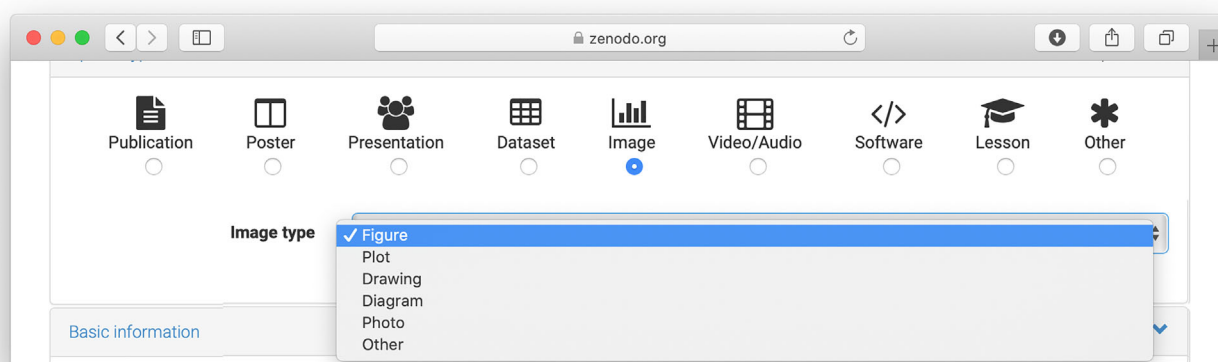 zenodo.org
Publication Poster Presentation Dataset Image Video/Audio Software Lesson Other
Image type
Figure
Plot
Drawing
Diagram
Photo
Other
Basic information